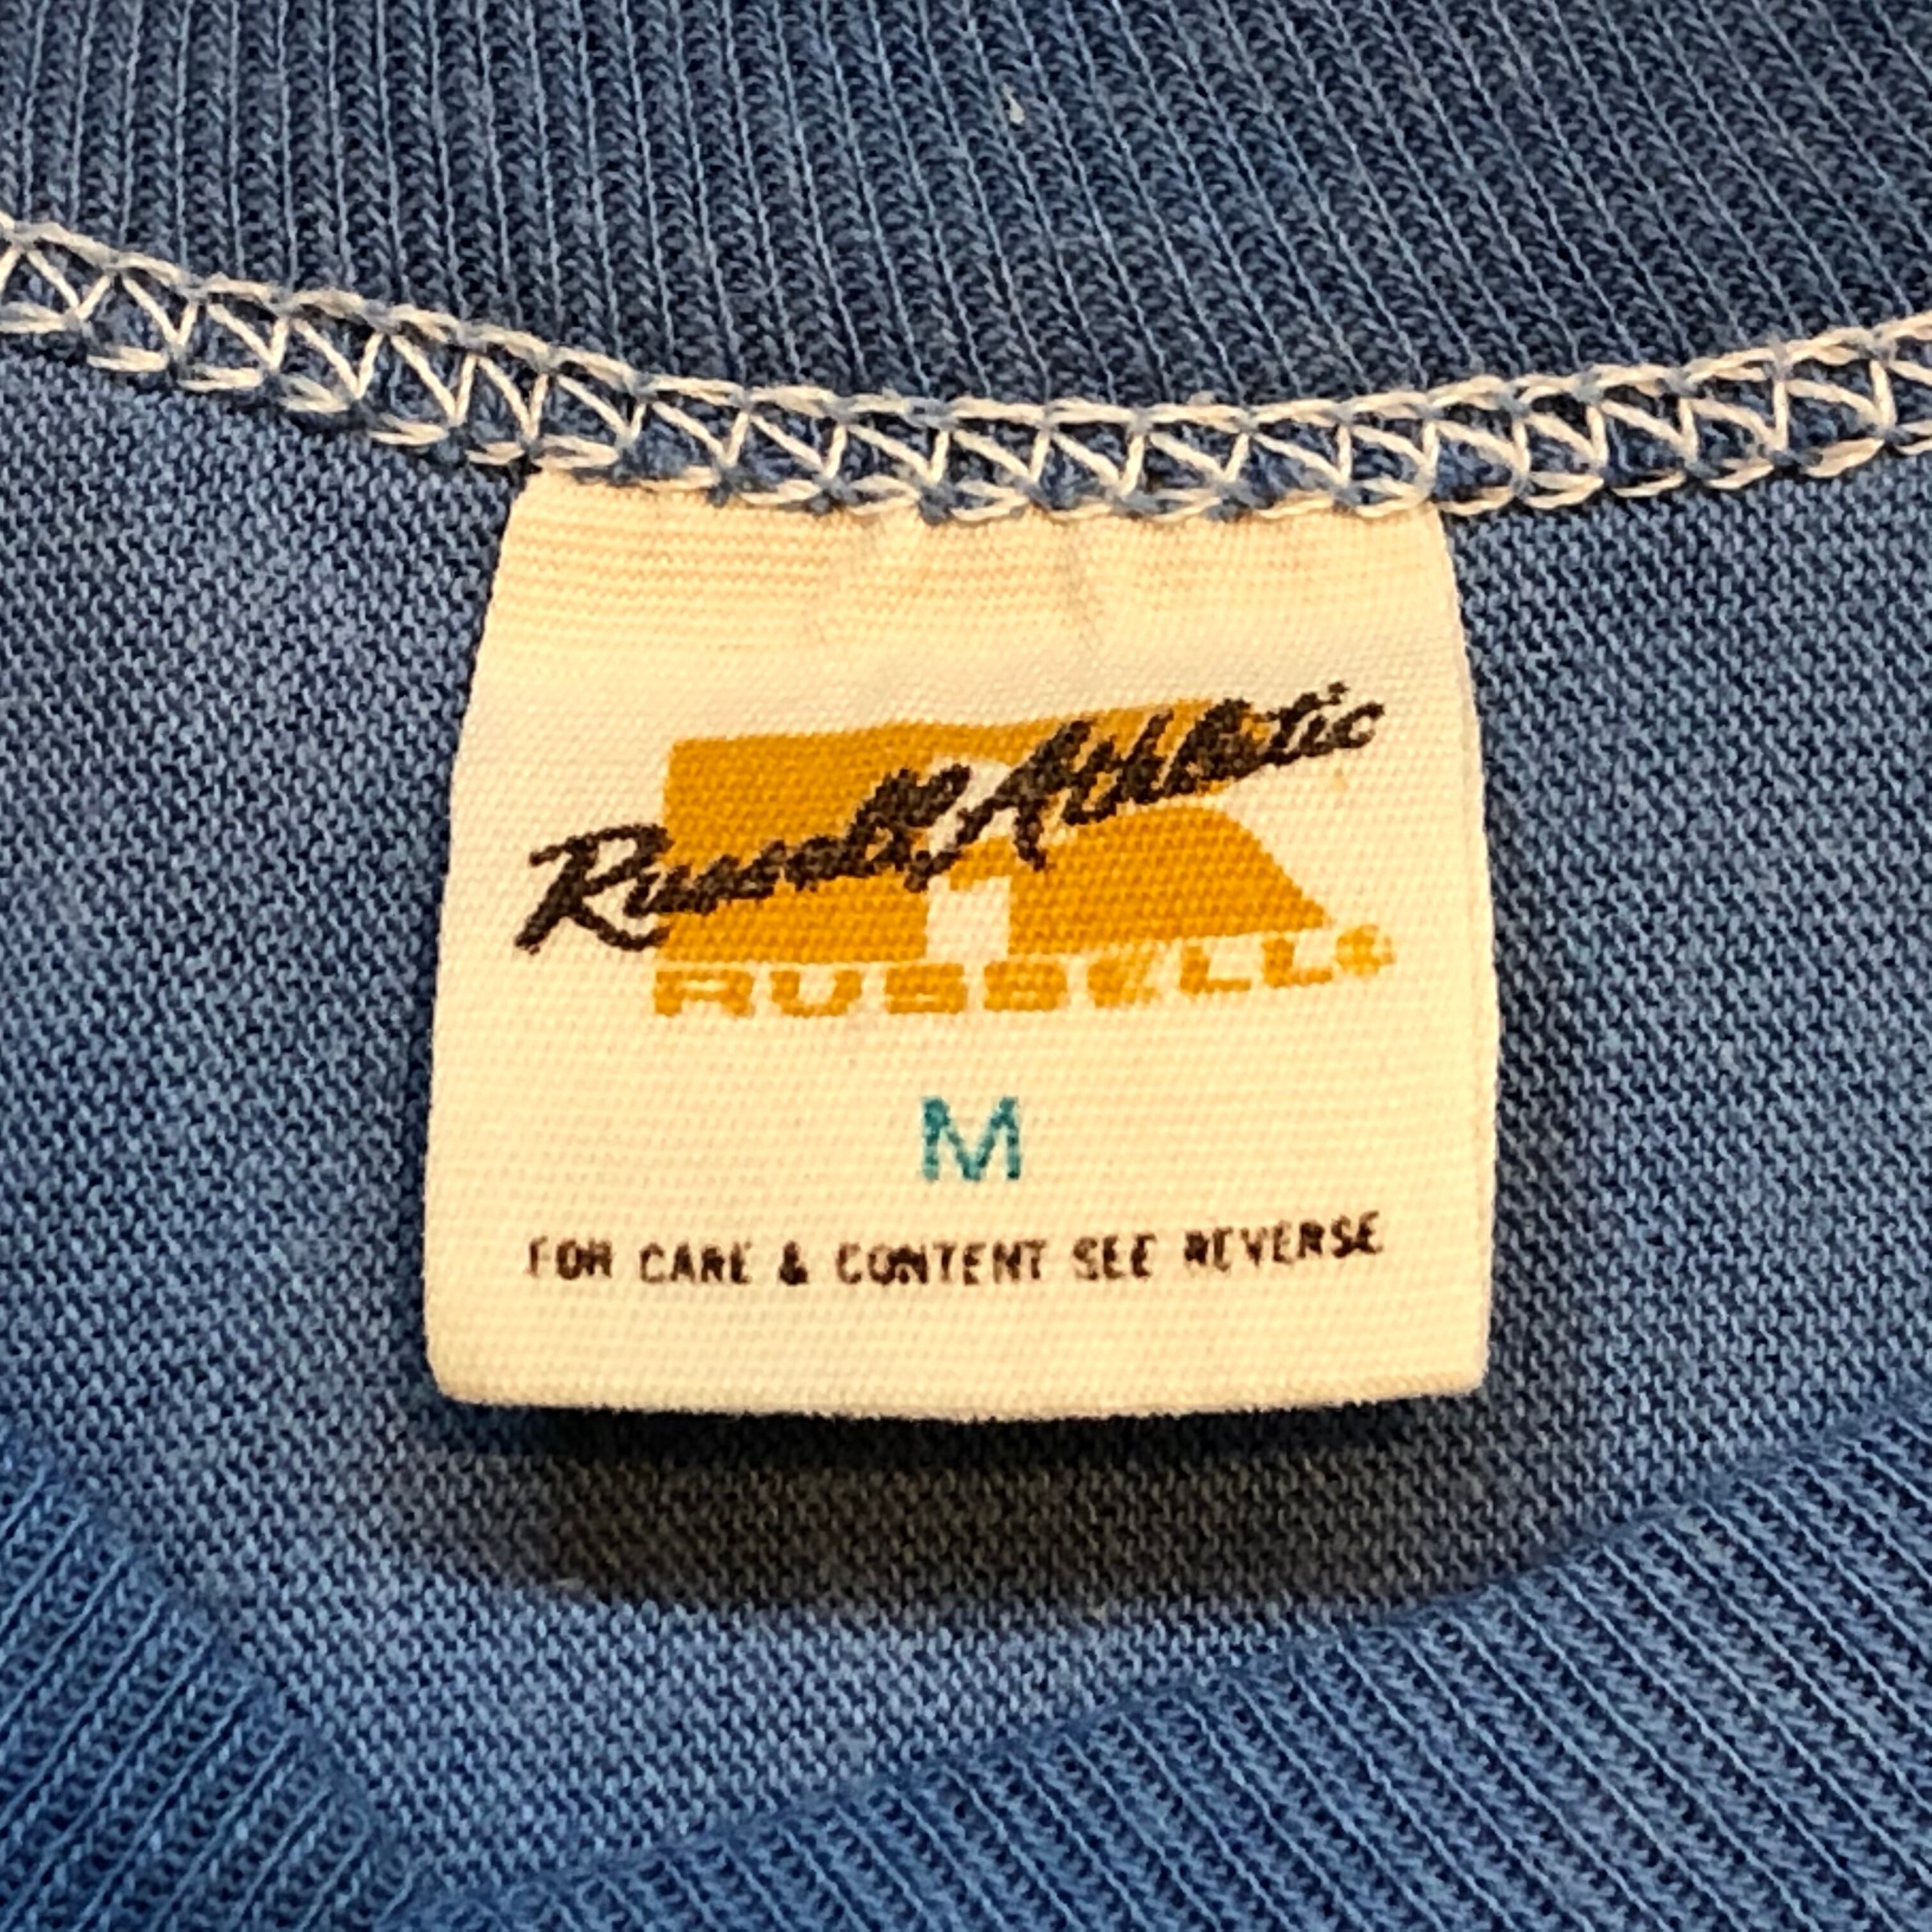 Russell Athletic
RUSSELL®
M
FOR CARE & CONTENT SEE REVERSE